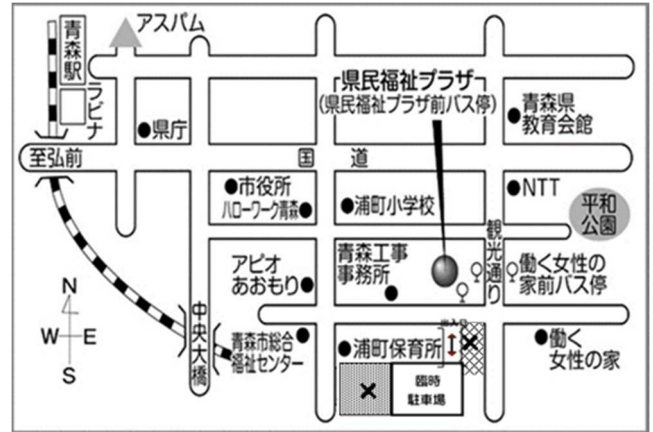 アスパム
青森駅
ラビナ
県庁
県民福祉プラザ
(県民福祉プラザ前バス停)
青森県
教育会館
至弘前
国道
市役所
ハローワーク青森
浦町小学校
NTT
平和
公園
観光通り
アピオ
あおもり
青森工事
事務所
働く女性の
家前バス停
N
W E
S
中央大橋
青森市総合
福祉センター
出入口
浦町保育所
働く
女性の家
臨時
駐車場